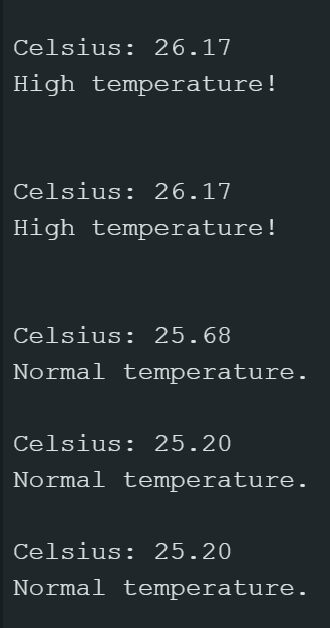 Celsius: 26.17
High temperature!
Celsius: 26.17
High temperature!
Celsius: 25.68
Normal temperature.
Celsius: 25.20
Normal temperature.
Celsius: 25.20
Normal temperature.